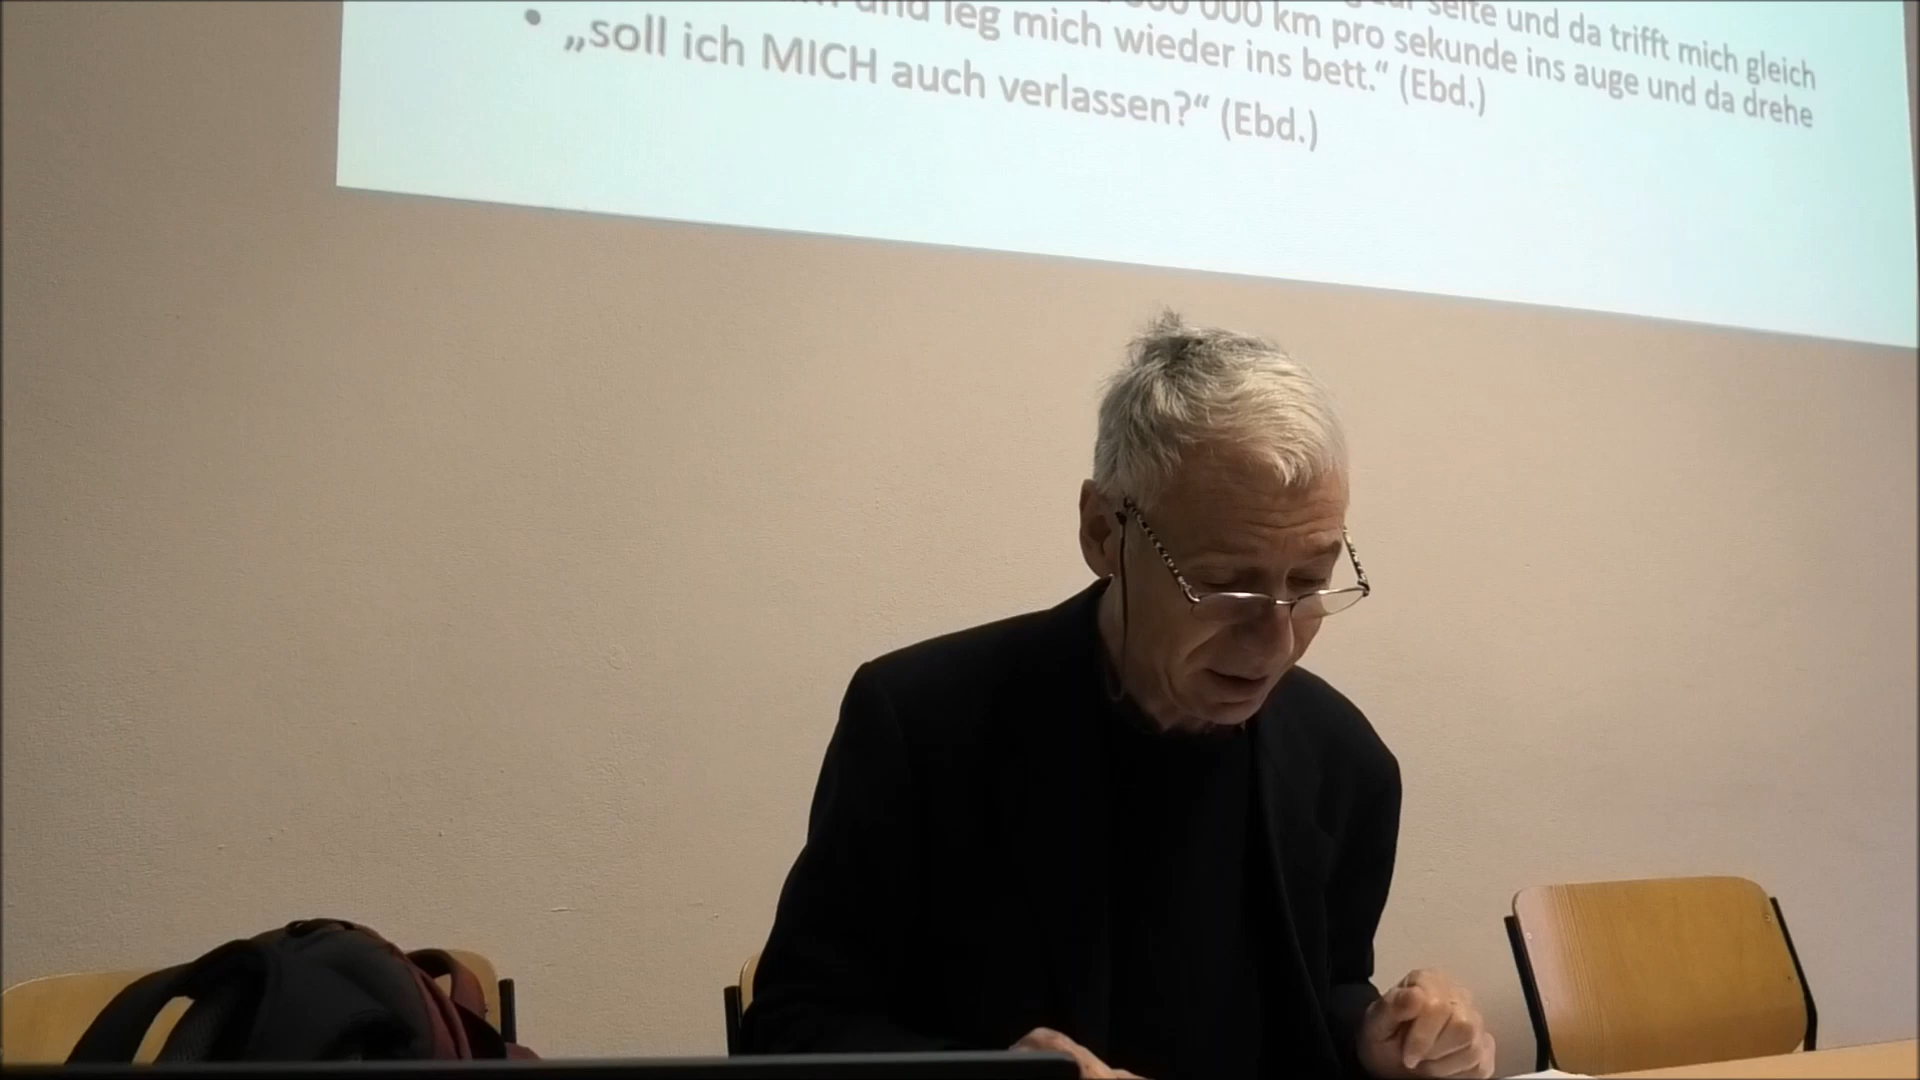 seite und da trifft mich gleich
000 km pro sekunde ins auge und da drehe
und leg mich wieder ins bett.“ (Ebd.)
• „soll ich MICH auch verlassen?“ (Ebd.)